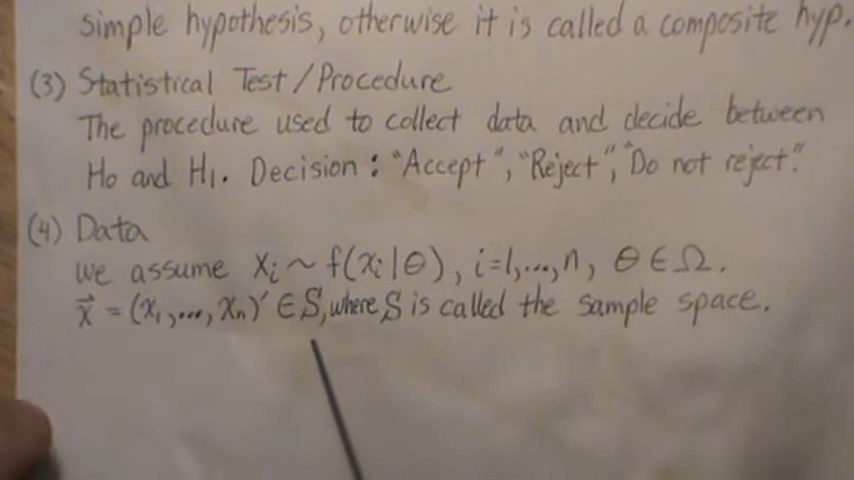 simple hypothesis, otherwise it is called a composite hyp.
(3) Statistical Test/Procedure
The procedure used to collect data and decide between
H₀ and H₁. Decision: "Accept", "Reject", "Do not reject."
(4) Data
we assume Xᵢ ~ f(xᵢ|θ), i=1,...,n, θ ∈ Ω.
x⃗ = (x₁,..., xₙ)′ ∈ S, where S is called the sample space.